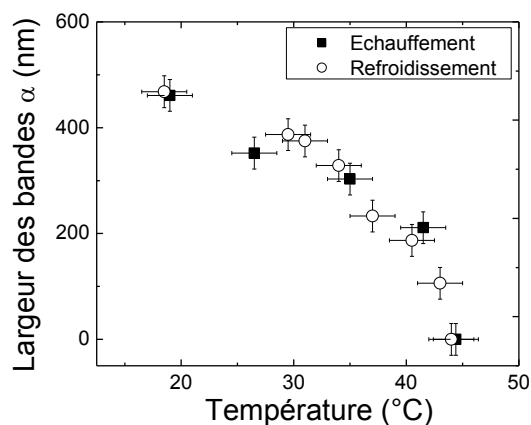 600
Echauffement
Refroidissement
400
200
0
20
30
40
50
Largeur des bandes α (nm)
Température (°C)